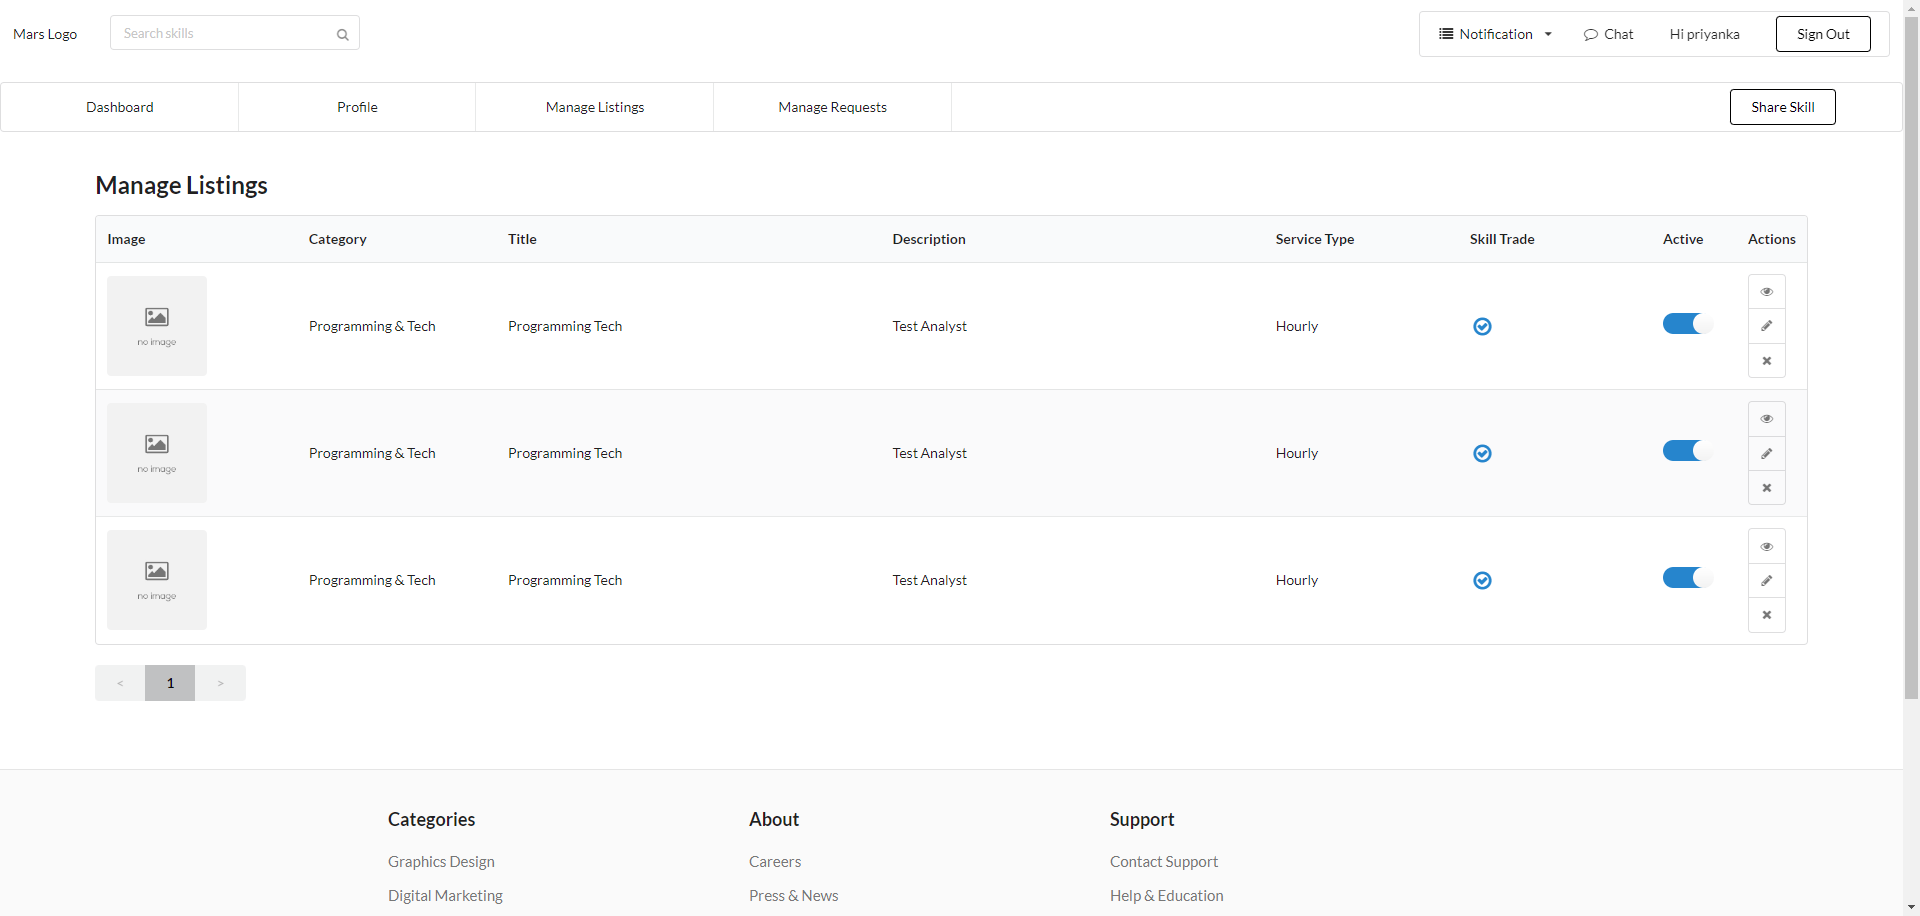 Mars Logo
Search skills
Notification
Chat
Hi priyanka
Sign Out
Dashboard
Profile
Manage Listings
Manage Requests
Share Skill
Manage Listings
Image Category Title Description Service Type Skill Trade Active Actions
no image
Programming & Tech Programming Tech Test Analyst Hourly
no image
Programming & Tech Programming Tech Test Analyst Hourly
no image
Programming & Tech Programming Tech Test Analyst Hourly
< 1 >
Categories About Support
Graphics Design Careers Contact Support
Digital Marketing Press & News Help & Education